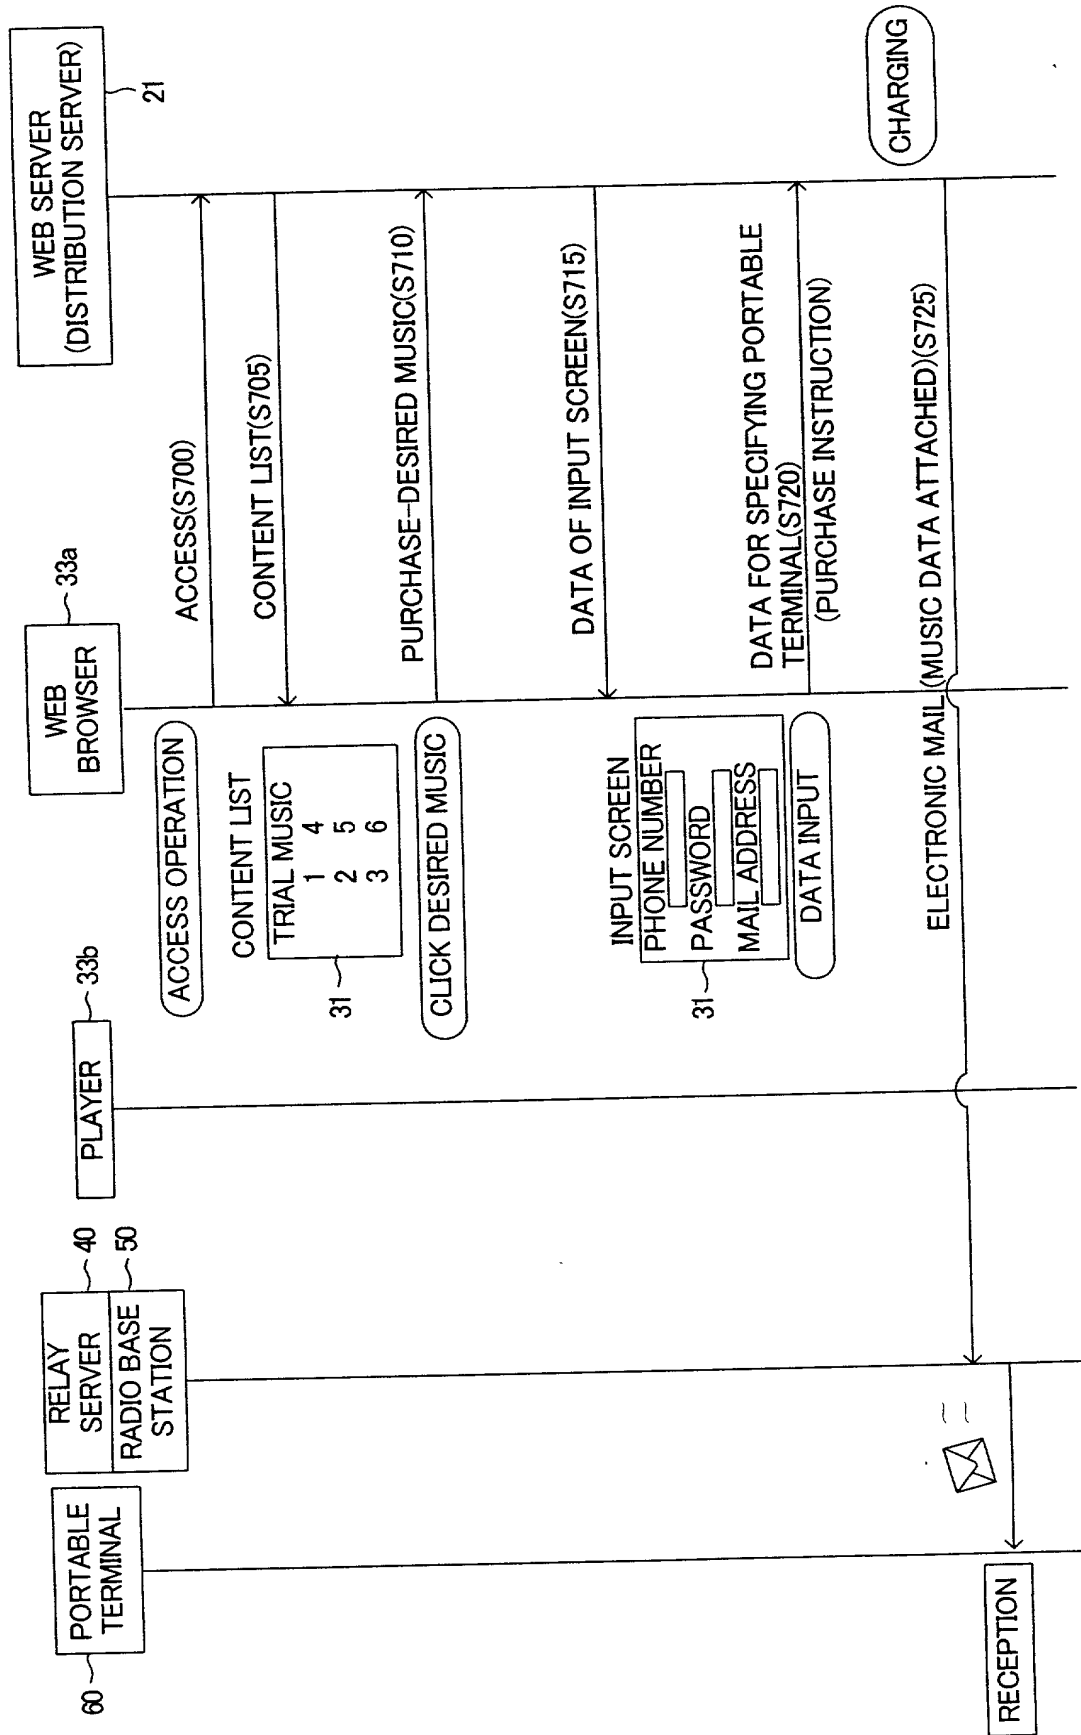 PORTABLE
TERMINAL
60
RELAY
SERVER
40
RADIO BASE
STATION
50
PLAYER
33b
WEB
BROWSER
33a
WEB SERVER
(DISTRIBUTION SERVER)
21
ACCESS OPERATION
ACCESS(S700)
CONTENT LIST
TRIAL MUSIC
1 4
2 5
3 6
31
CONTENT LIST(S705)
CLICK DESIRED MUSIC
PURCHASE-DESIRED MUSIC(S710)
DATA OF INPUT SCREEN(S715)
INPUT SCREEN
PHONE NUMBER
PASSWORD
MAIL ADDRESS
31
DATA INPUT
DATA FOR SPECIFYING PORTABLE
TERMINAL(S720)
(PURCHASE INSTRUCTION)
CHARGING
ELECTRONIC MAIL(MUSIC DATA ATTACHED)(S725)
RECEPTION